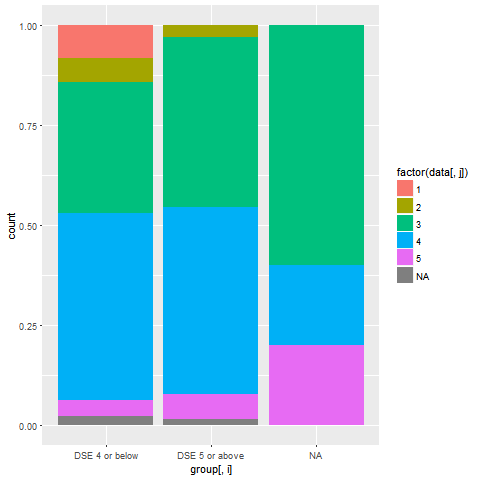 1.00
0.75
0.50
0.25
0.00
count
DSE 4 or below
DSE 5 or above
NA
group[, i]
factor(data[, j])
1
2
3
4
5
NA